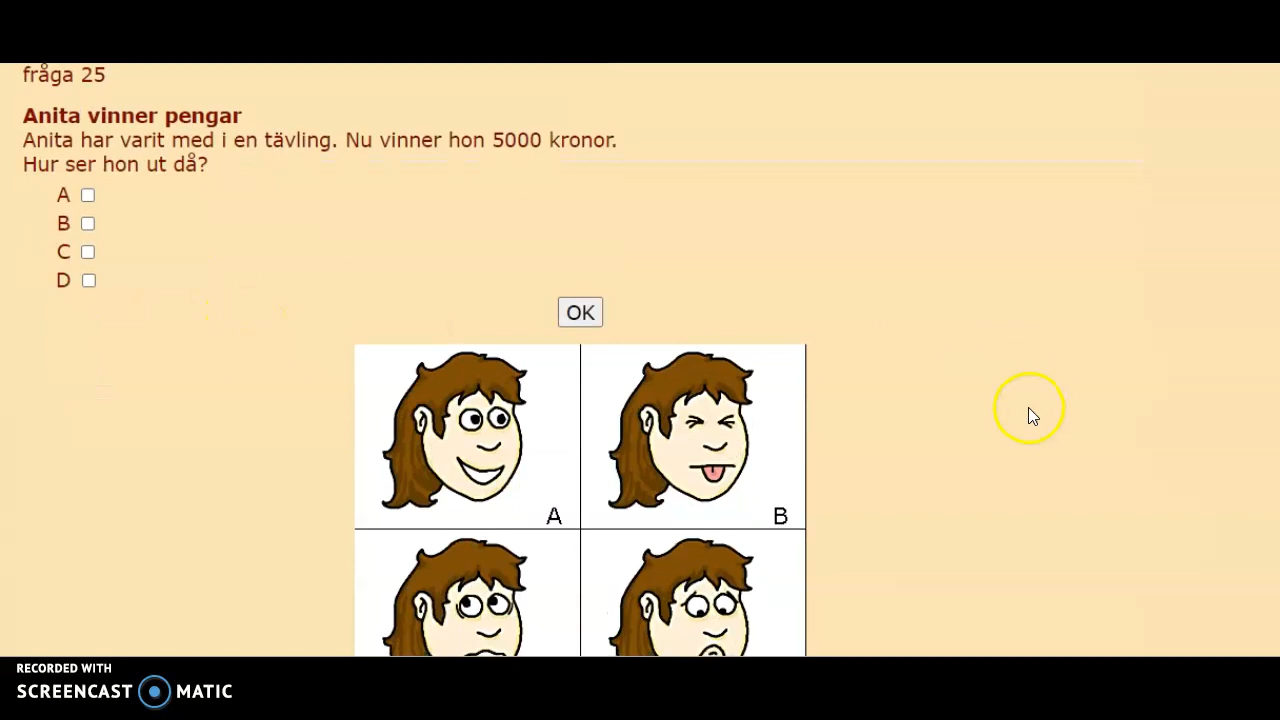 fråga 25
Anita vinner pengar
Anita har varit med i en tävling. Nu vinner hon 5000 kronor.
Hur ser hon ut då?
A
B
C
D
OK
A B
RECORDED WITH
SCREENCAST MATIC